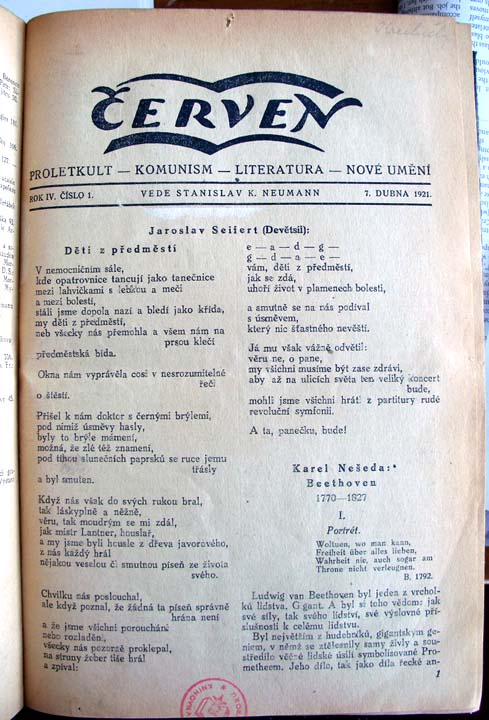 ČERVEN
PROLETKULT — KOMUNISM — LITERATURA — NOVÉ UMĚNÍ
ROK IV. ČÍSLO 1.
VEDE STANISLAV K. NEUMANN
7. DUBNA 1921.
Jaroslav Seifert (Devětsil):
Děti z předměstí
V nemocničním sále,
kde opatrovnice tancují jako tanečnice
mezi lahvičkami s léčkou a meči
a mezi bolesti,
stáli jsme dopola nazí a bledí jako křída,
my děti z předměstí,
neb všecky nás přemohla a všem nám na
prsou klečí
předměstská bída.
Okna nám vyprávěla cosi v nesrozumitelné
řeči
o štěstí.
Přišel k nám doktor s černými brýlemi,
pod nimiž úsměvy hasly,
byly to brýle mámení,
možná, že zlé též znamení,
pod tíhou slunečních paprsků se ruce jemu
třásly
a byl smuten.
Když nás však do svých rukou bral,
tak láskyplně a něžně,
věru, tak moudrým se mi zdál,
jak mistr Lantner, houslař,
a my jsme byli housle z dřeva javorového,
z nás každý hrál
nějakou veselou či smutnou píseň ze života
svého.
Chvilku nás poslouchal,
ale když poznal, že žádná ta píseň správně
hrána není
a že jsme všichni porouchání
nebo rozladění,
všecky nás pozorně proklepal,
na struny žeber tiše hrál
a zpíval:
e — a — d — g —
g — d — a — e —
vám, děti z předměstí,
jak se zdá,
uhoří život v plamenech bolesti,
a smutně se na nás podíval
s úsměvem,
který nic šťastného nevěstí.
Já mu však vážně odvětil:
věru ne, o pane,
my všichni musíme být zase zdrávi,
aby až na ulicích světa ten veliký koncert
bude,
mohli jsme všichni hráti z partitury rudé
revoluční symfonii.
A ta, panečku, bude!
Karel Nešeda:
Beethoven
1770—1827
I.
Portrét.
Woltuen, wo man kann,
Freiheit über alles lieben,
Wahrheit nie, auch sogar am
Throne nicht verleugnen.
B. 1792.
Ludwig van Beethoven byl jeden z vrchol-
ků lidstva. Gigant. A byl si toho vědom: jak
své síly, tak svého lidství, své výslovné pří-
slušnosti k celému lidstvu.
Byl největším z hudebníků, gigantským ge-
niem, v němž se ztělesnily samy živly a sou-
středilo věčné lidské úsilí symbolisované Pro-
metheem. Jeho dílo, tak jako díla řecké an-
1